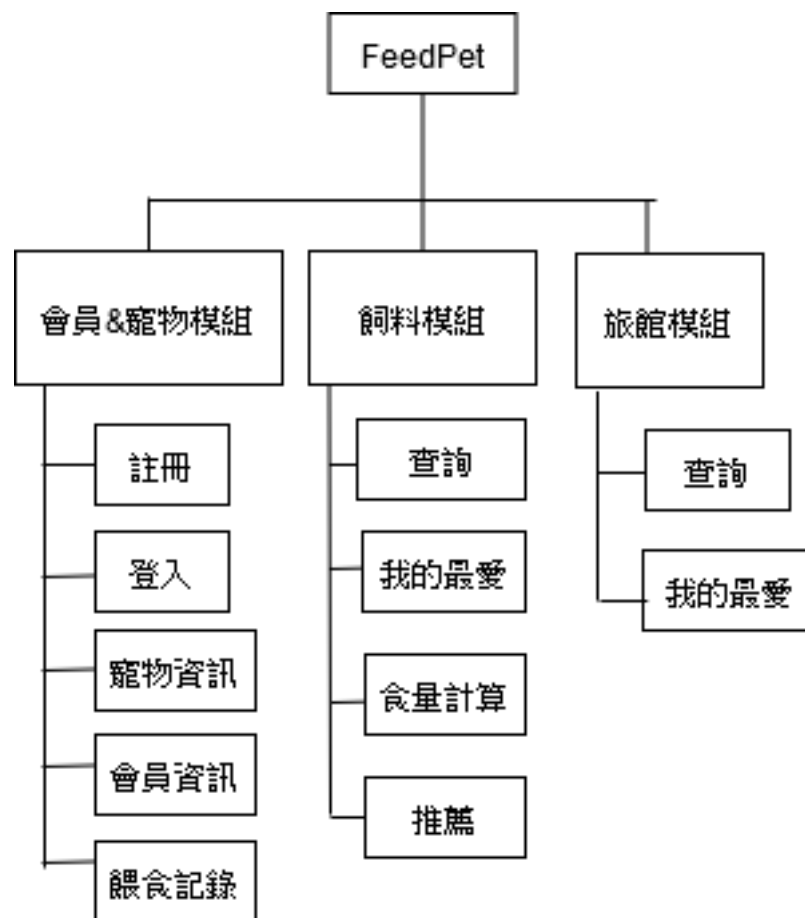 FeedPet
會員&寵物模組
飼料模組
旅館模組
註冊
登入
寵物資訊
會員資訊
餵食記錄
查詢
我的最愛
食量計算
推薦
查詢
我的最愛